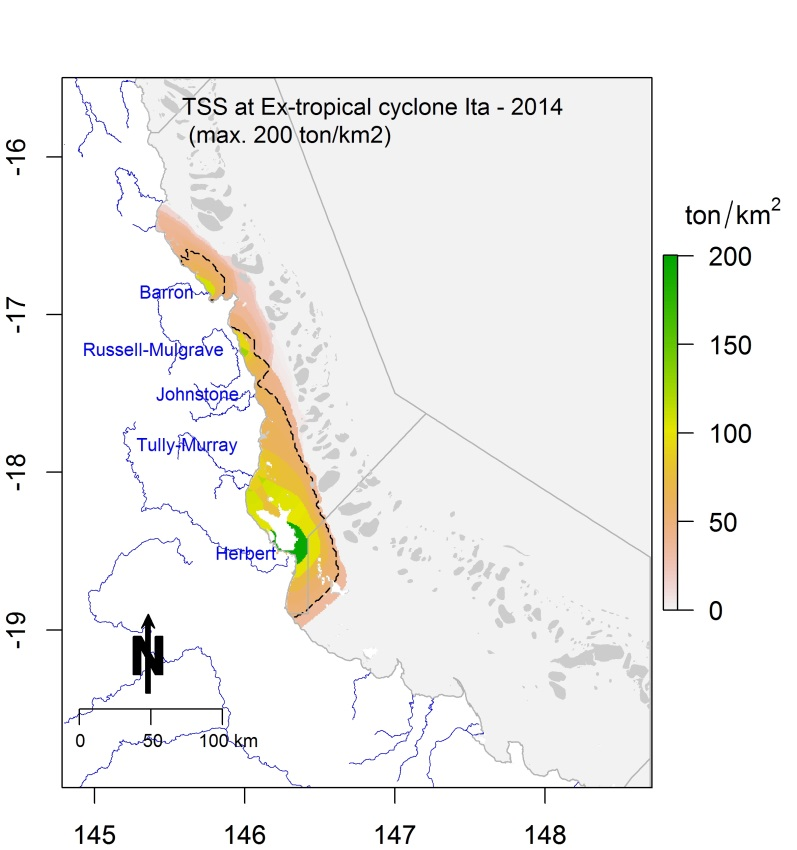 TSS at Ex-tropical cyclone Ita - 2014
(max. 200 ton/km2)
-16
-17
-18
-19
ton/km²
200
150
100
50
0
Barron
Russell-Mulgrave
Johnstone
Tully-Murray
Herbert
N
0 50 100 km
145 146 147 148